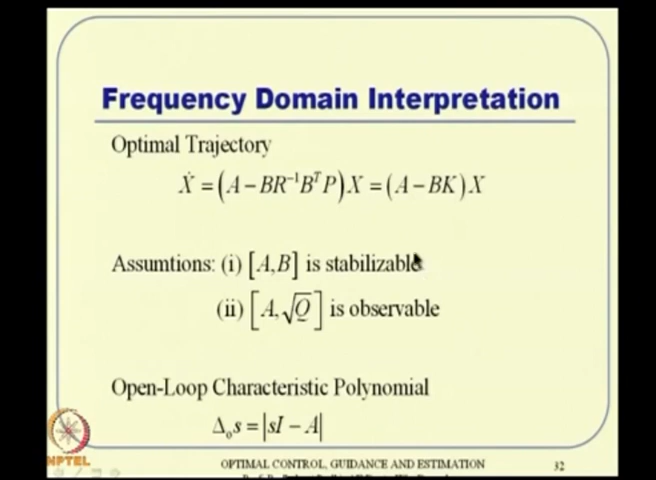 Frequency Domain Interpretation
Optimal Trajectory
Ẋ = (A − BR⁻¹BᵀP)X = (A − BK)X
Assumtions: (i) [A,B] is stabilizable
(ii) [A,√Q] is observable
Open-Loop Characteristic Polynomial
Δₒs = |sI − A|
NPTEL
OPTIMAL CONTROL, GUIDANCE AND ESTIMATION 32